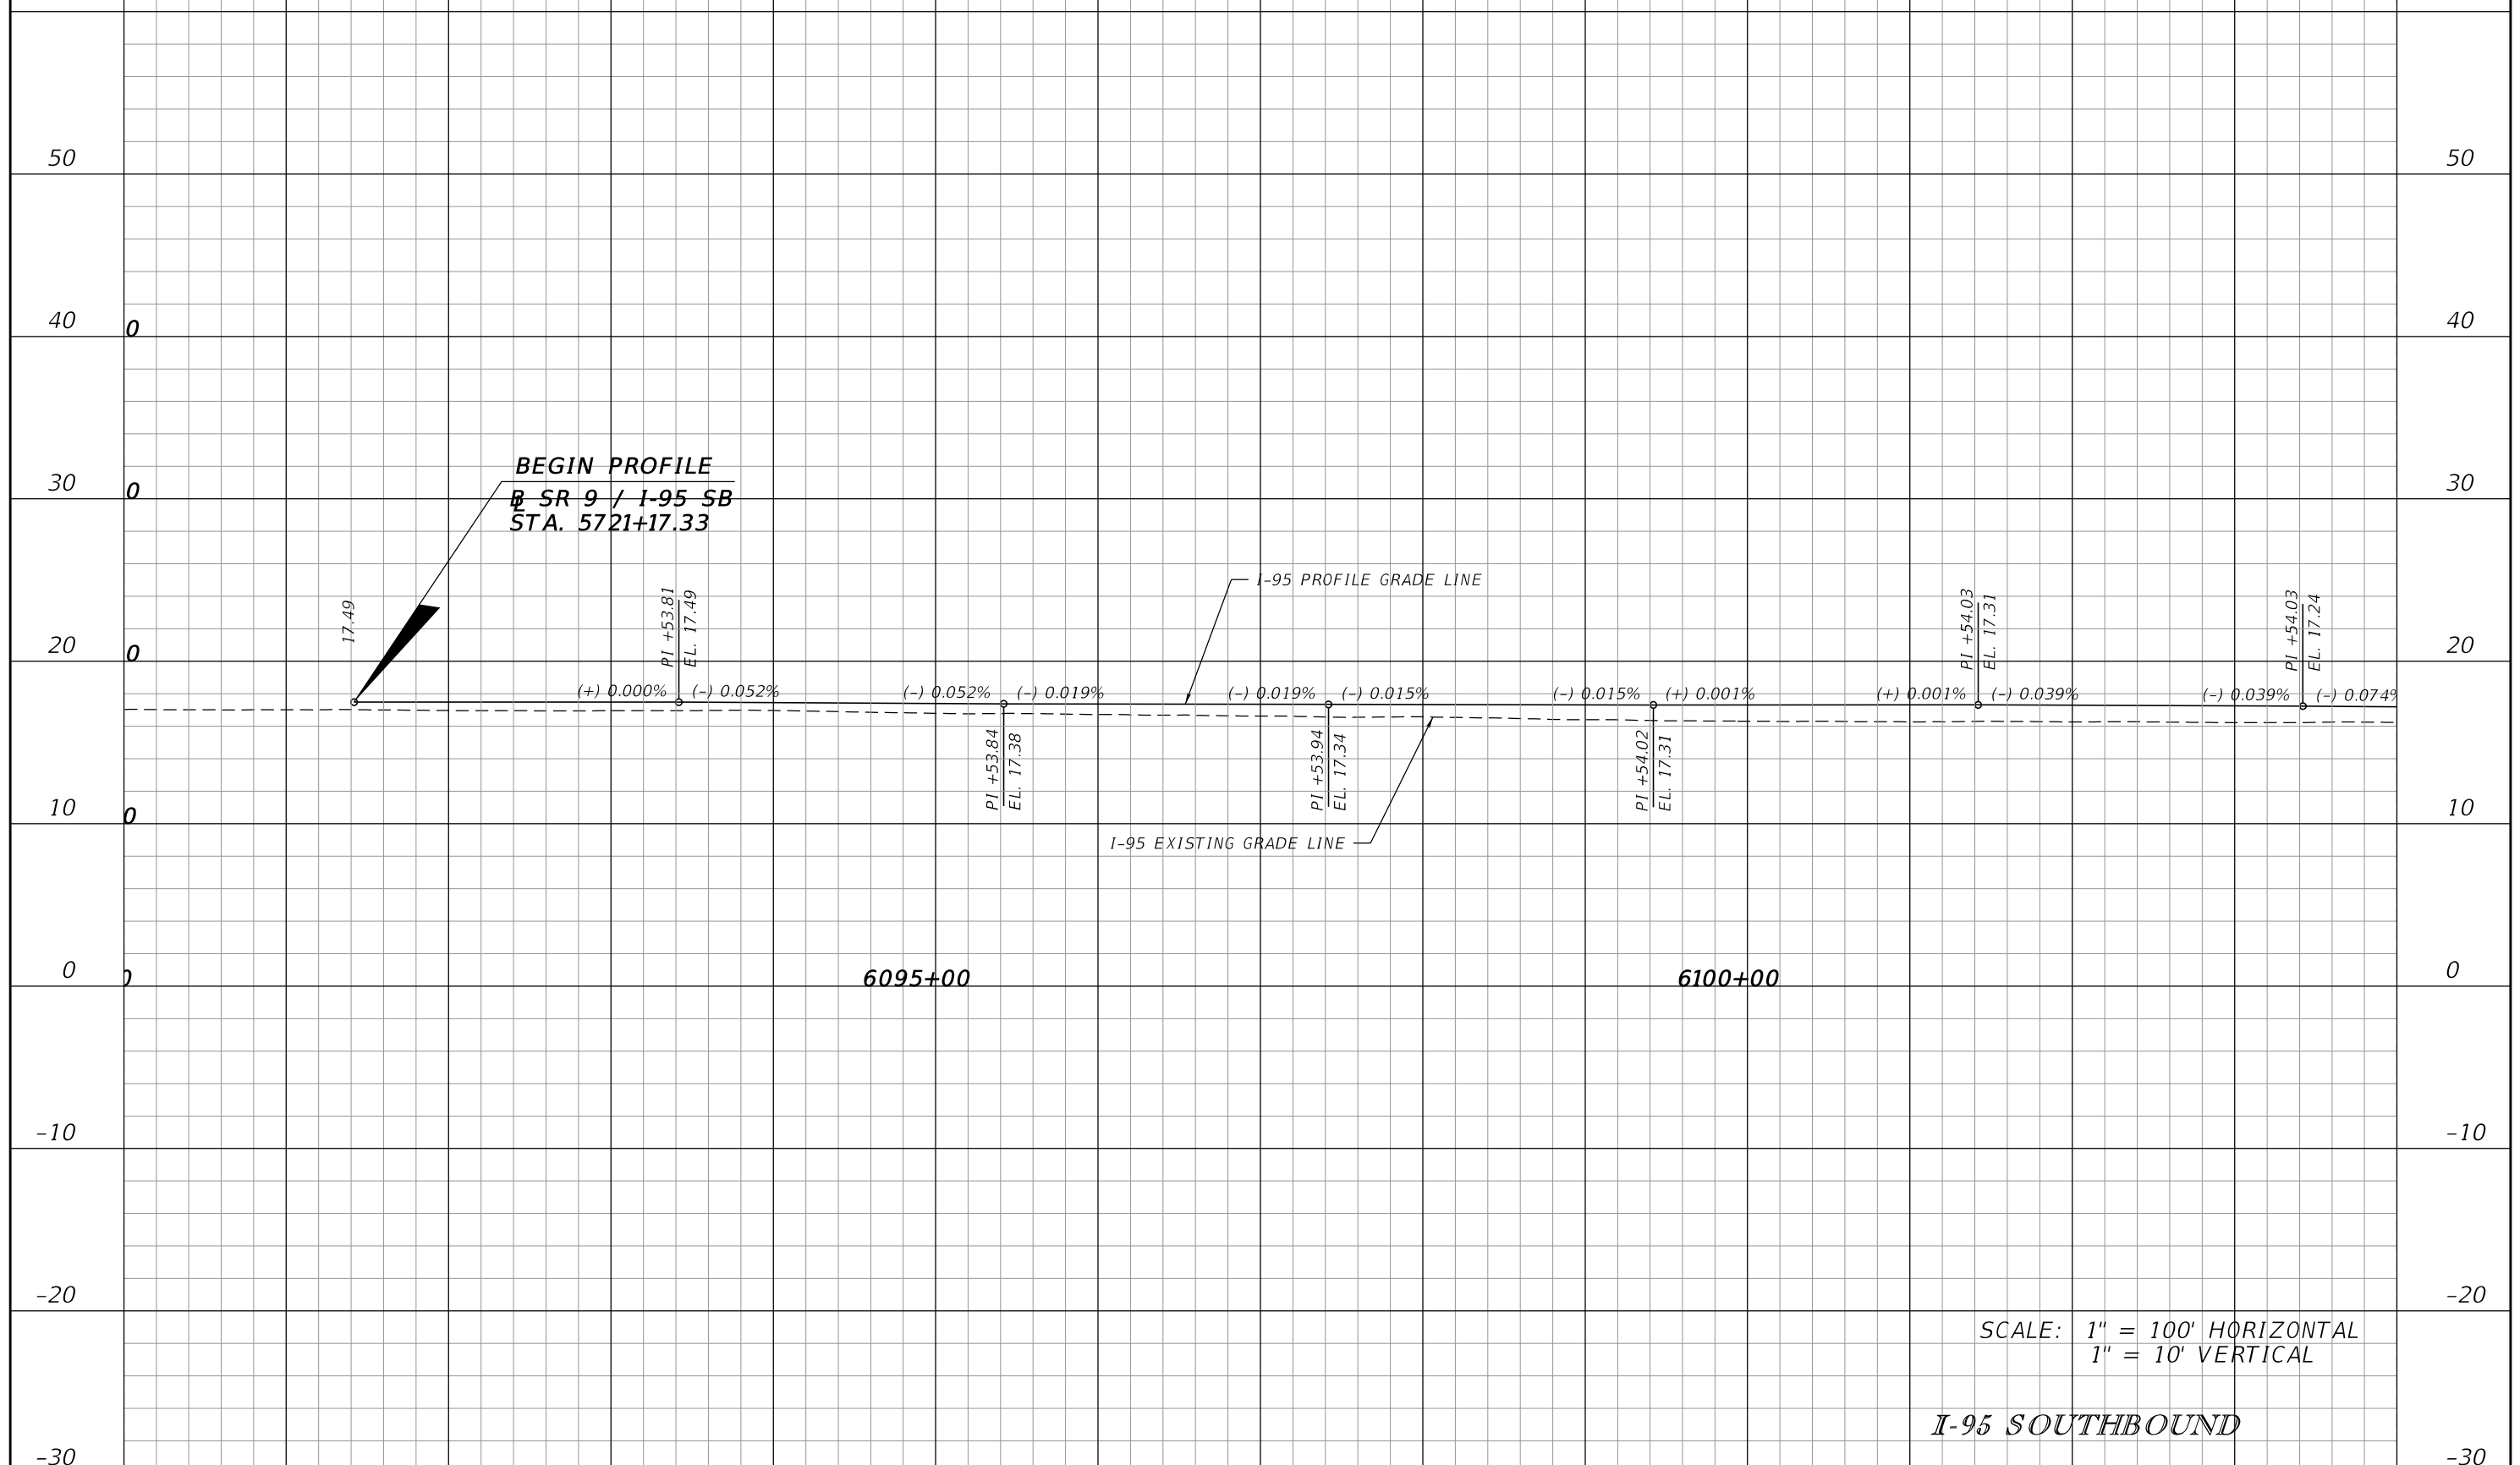 50
50
40
0
40
BEGIN PROFILE
30
0
℄ SR 9 / I-95 SB
30
STA. 5721+17.33
I-95 PROFILE GRADE LINE
17.49
PI +53.81
EL. 17.49
PI +54.03
EL. 17.31
PI +54.03
EL. 17.24
20
0
20
(+) 0.000%
(-) 0.052%
(-) 0.052%
(-) 0.019%
(-) 0.019%
(-) 0.015%
(-) 0.015%
(+) 0.001%
(+) 0.001%
(-) 0.039%
(-) 0.039%
(-) 0.074%
PI +53.84
EL. 17.38
PI +53.94
EL. 17.34
PI +54.02
EL. 17.31
10
0
10
I-95 EXISTING GRADE LINE
0
0
6095+00
6100+00
0
-10
-10
-20
-20
SCALE: 1" = 100' HORIZONTAL
1" = 10' VERTICAL
I-95 SOUTHBOUND
-30
-30